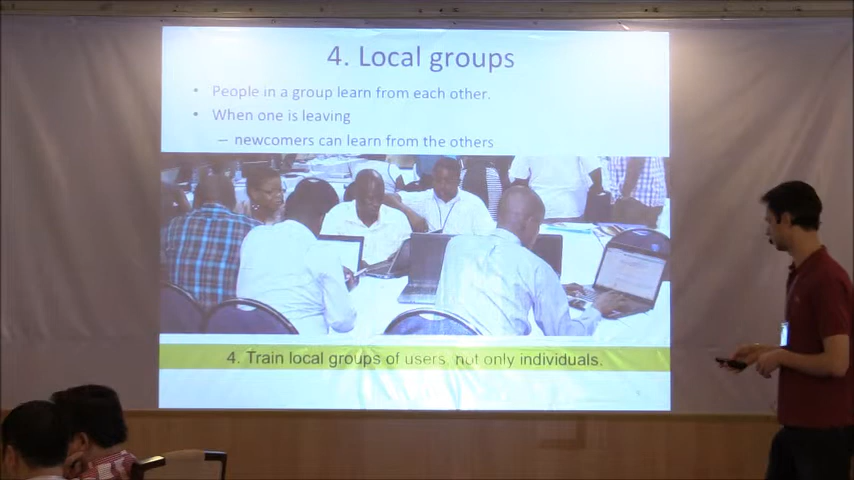 4. Local groups
• People in a group learn from each other.
• When one is leaving
– newcomers can learn from the others
4. Train local groups of users, not only individuals.